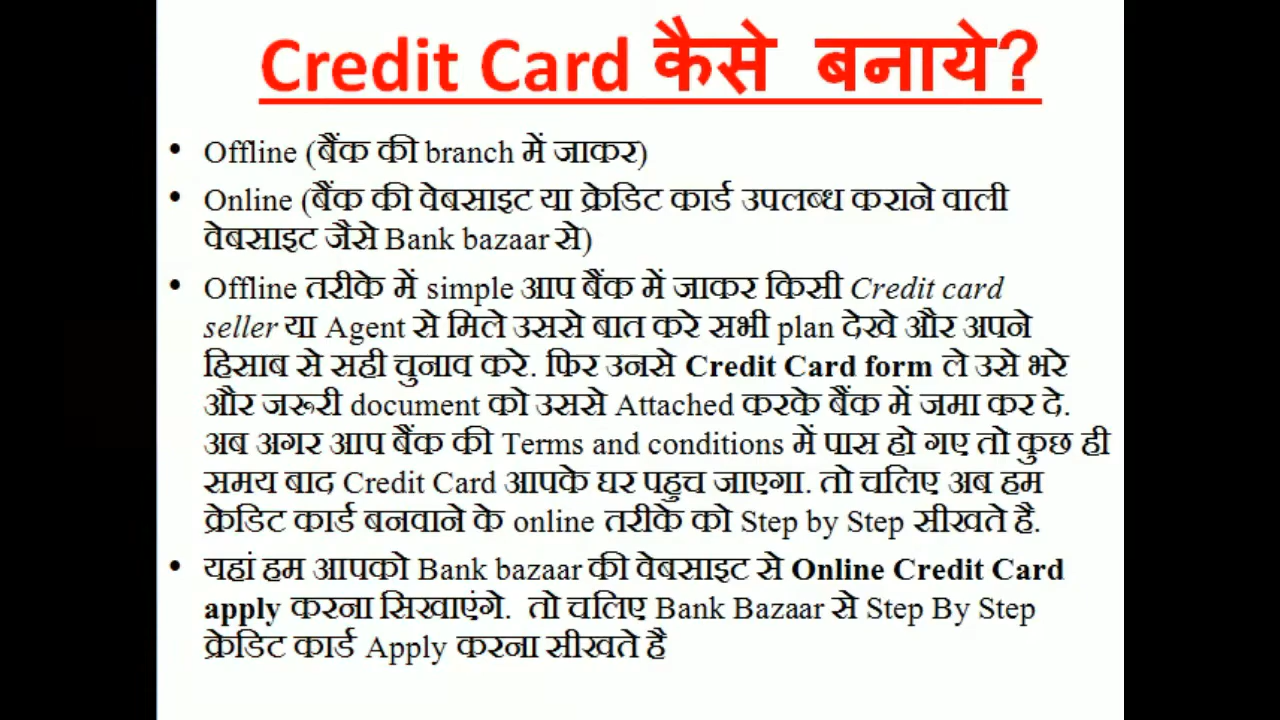 Credit Card कैसे बनाये?
• Offline (बैंक की branch में जाकर)
• Online (बैंक की वेबसाइट या क्रेडिट कार्ड उपलब्ध कराने वाली
वेबसाइट जैसे Bank bazaar से)
• Offline तरीके में simple आप बैंक में जाकर किसी Credit card
seller या Agent से मिले उससे बात करे सभी plan देखे और अपने
हिसाब से सही चुनाव करे. फिर उनसे Credit Card form ले उसे भरे
और जरूरी document को उससे Attached करके बैंक में जमा कर दे.
अब अगर आप बैंक की Terms and conditions में पास हो गए तो कुछ ही
समय बाद Credit Card आपके घर पहुच जाएगा. तो चलिए अब हम
क्रेडिट कार्ड बनवाने के online तरीके को Step by Step सीखते है.
• यहां हम आपको Bank bazaar की वेबसाइट से Online Credit Card
apply करना सिखाएंगे. तो चलिए Bank Bazaar से Step By Step
क्रेडिट कार्ड Apply करना सीखते है